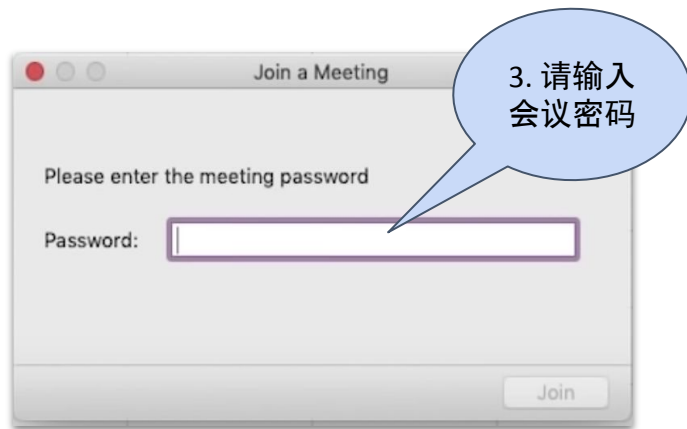 Join a Meeting
3. 请输入
会议密码
Please enter the meeting password
Password:
Join